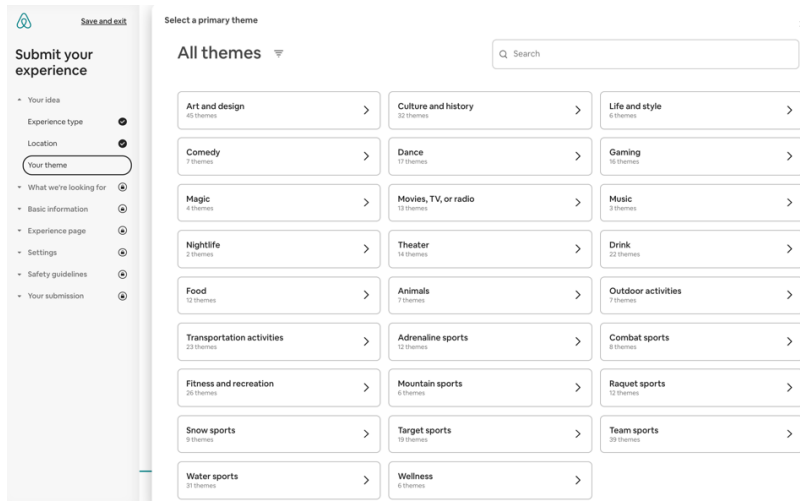 Save and exit
Submit your
experience
Your idea
Experience type
Location
Your theme
What we're looking for
Basic information
Experience page
Settings
Safety guidelines
Your submission
Select a primary theme
All themes
Search
Art and design
45 themes
Culture and history
32 themes
Life and style
6 themes
Comedy
7 themes
Dance
17 themes
Gaming
16 themes
Magic
4 themes
Movies, TV, or radio
13 themes
Music
3 themes
Nightlife
2 themes
Theater
14 themes
Drink
22 themes
Food
12 themes
Animals
7 themes
Outdoor activities
7 themes
Transportation activities
23 themes
Adrenaline sports
12 themes
Combat sports
8 themes
Fitness and recreation
26 themes
Mountain sports
6 themes
Raquet sports
12 themes
Snow sports
9 themes
Target sports
19 themes
Team sports
39 themes
Water sports
31 themes
Wellness
6 themes